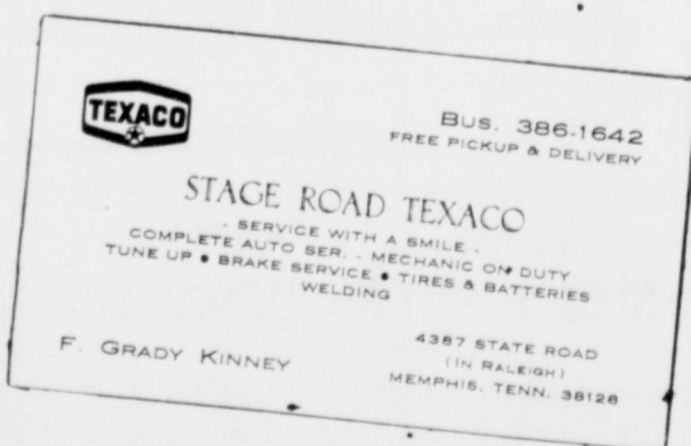 TEXACO
BUS. 386-1642
FREE PICKUP & DELIVERY
STAGE ROAD TEXACO
- SERVICE WITH A SMILE -
COMPLETE AUTO SER. - MECHANIC ON DUTY
TUNE UP • BRAKE SERVICE • TIRES & BATTERIES
WELDING
F. GRADY KINNEY
4387 STATE ROAD
(IN RALEIGH)
MEMPHIS, TENN. 38128